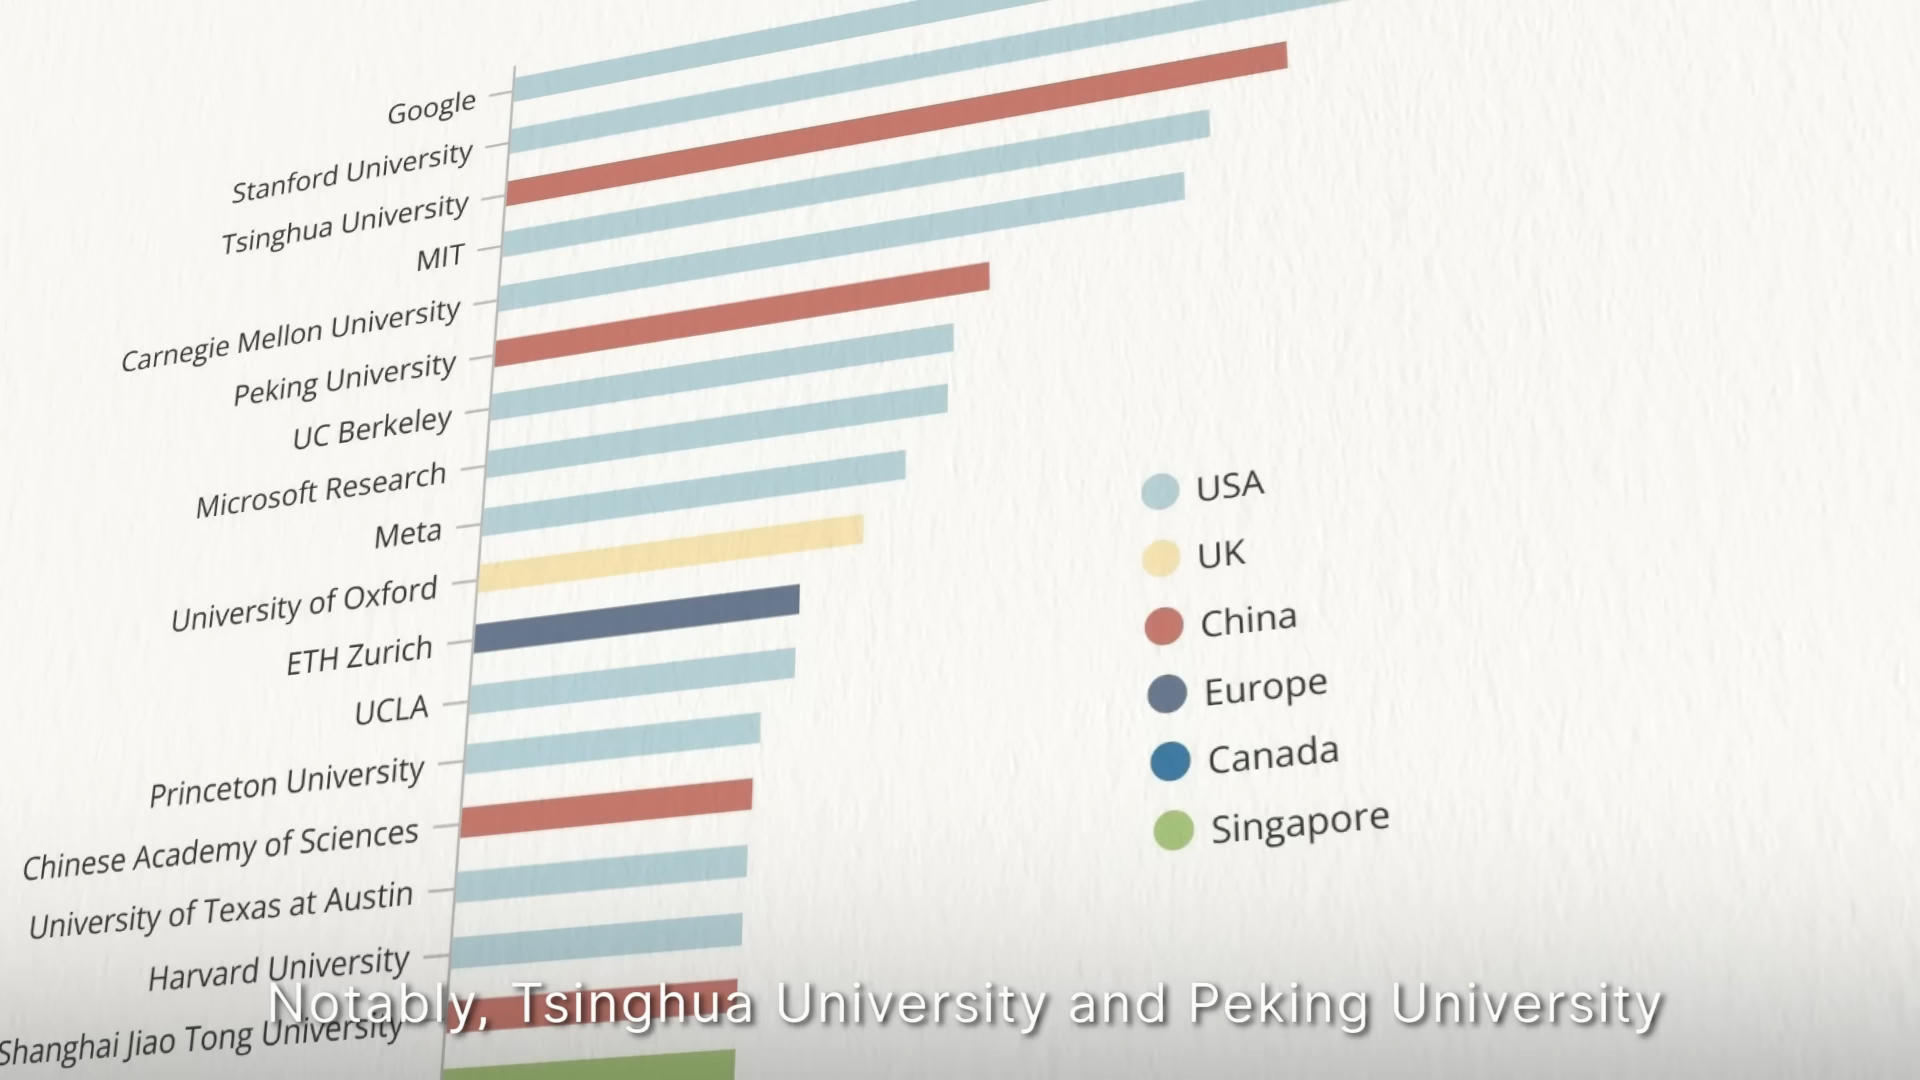 Google
Stanford University
Tsinghua University
MIT
Carnegie Mellon University
Peking University
UC Berkeley
Microsoft Research
Meta
University of Oxford
ETH Zurich
UCLA
Princeton University
Chinese Academy of Sciences
University of Texas at Austin
Harvard University
Shanghai Jiao Tong University
USA
UK
China
Europe
Canada
Singapore
Notably, Tsinghua University and Peking University